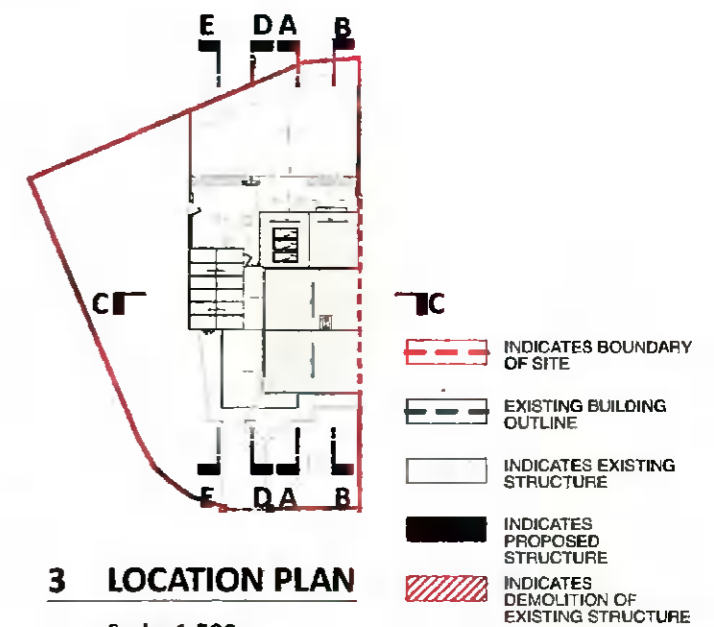 E D A B
C C
E D A B
3 LOCATION PLAN
INDICATES BOUNDARY
OF SITE
EXISTING BUILDING
OUTLINE
INDICATES EXISTING
STRUCTURE
INDICATES
PROPOSED
STRUCTURE
INDICATES
DEMOLITION OF
EXISTING STRUCTURE